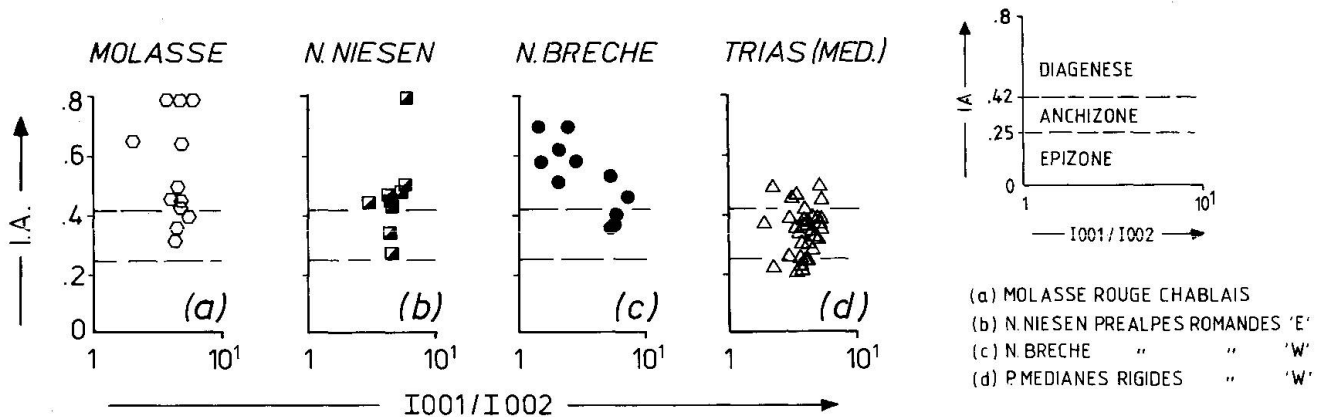 MOLASSE
N.NIESEN
N.BRECHE
TRIAS (MED.)
I.A.
.8
.6
.4
.2
0
(a)
(b)
(c)
(d)
1 10¹
1 10¹
1 10¹
1 10¹
I001/I002
.8
DIAGENESE
.42
ANCHIZONE
.25
EPIZONE
0
IA
1 10¹
I001/I002
(a) MOLASSE ROUGE CHABLAIS
(b) N.NIESEN PREALPES ROMANDES 'E'
(c) N.BRECHE " " 'W'
(d) P.MEDIANES RIGIDES " 'W'